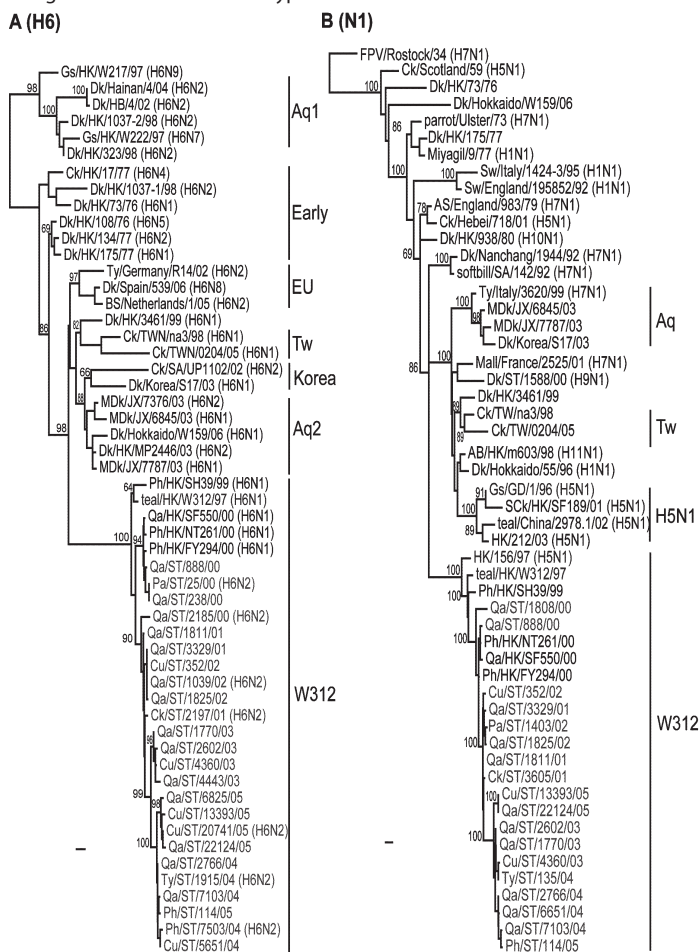 A (H6)
Gs/HK/W217/97 (H6N9)
98
Dk/Hainan/4/04 (H6N2)
100
Dk/HB/4/02 (H6N2)
100
Dk/HK/1037-2/98 (H6N2)
Aq1
Gs/HK/W222/97 (H6N7)
Dk/HK/323/98 (H6N2)
Ck/HK/17/77 (H6N4)
Dk/HK/1037-1/98 (H6N2)
Dk/HK/73/76 (H6N1)
Early
Dk/HK/108/76 (H6N5)
69
Dk/HK/134/77 (H6N2)
Dk/HK/175/77 (H6N1)
Ty/Germany/R14/02 (H6N2)
97
Dk/Spain/539/06 (H6N8)
EU
BS/Netherlands/1/05 (H6N2)
Dk/HK/3461/99 (H6N1)
82
86
Ck/TWN/na3/98 (H6N1)
Tw
Ck/TWN/0204/05 (H6N1)
Ck/SA/UP1102/02 (H6N2)
66
Korea
Dk/Korea/S17/03 (H6N1)
88
MDk/JX/7376/03 (H6N2)
MDk/JX/6845/03 (H6N1)
98
Aq2
Dk/Hokkaido/W159/06 (H6N1)
Dk/HK/MP2446/03 (H6N2)
MDk/JX/7787/03 (H6N1)
64
Ph/HK/SH39/99 (H6N1)
teal/HK/W312/97 (H6N1)
Qa/HK/SF550/00 (H6N1)
100
94
Ph/HK/NT261/00 (H6N1)
Ph/HK/FY294/00 (H6N1)
Qa/ST/888/00
Pa/ST/25/00 (H6N2)
Qa/ST/238/00
Qa/ST/2185/00 (H6N2)
90
Qa/ST/1811/01
Qa/ST/3329/01
Cu/ST/352/02
Qa/ST/1039/02 (H6N2)
W312
Qa/ST/1825/02
Ck/ST/2197/01 (H6N2)
Qa/ST/1770/03
96
Qa/ST/2602/03
Cu/ST/4360/03
Qa/ST/4443/03
99
Qa/ST/6825/05
98
Cu/ST/13393/05
Cu/ST/20741/05 (H6N2)
100
Qa/ST/22124/05
Qa/ST/2766/04
Ty/ST/1915/04 (H6N2)
Qa/ST/7103/04
Ph/ST/114/05
Ph/ST/7503/04 (H6N2)
Cu/ST/5651/04
B (N1)
FPV/Rostock/34 (H7N1)
Ck/Scotland/59 (H5N1)
100
Dk/HK/73/76
Dk/Hokkaido/W159/06
parrot/Ulster/73 (H7N1)
86
Dk/HK/175/77
Miyagil/9/77 (H1N1)
100
100
Sw/Italy/1424-3/95 (H1N1)
Sw/England/195852/92 (H1N1)
78
AS/England/983/79 (H7N1)
Ck/Hebei/718/01 (H5N1)
Dk/HK/938/80 (H10N1)
69
100
Dk/Nanchang/1944/92 (H7N1)
softbill/SA/142/92 (H7N1)
Ty/Italy/3620/99 (H7N1)
100
MDk/JX/6845/03
98
Aq
MDk/JX/7787/03
Dk/Korea/S17/03
100
86
Mall/France/2525/01 (H7N1)
Dk/ST/1588/00 (H9N1)
Dk/HK/3461/99
89
Ck/TW/na3/98
Tw
Ck/TW/0204/05
89
AB/HK/m603/98 (H11N1)
Dk/Hokkaido/55/96 (H1N1)
91
Gs/GD/1/96 (H5N1)
100
SCk/HK/SF189/01 (H5N1)
H5N1
teal/China/2978.1/02 (H5N1)
89
HK/212/03 (H5N1)
HK/156/97 (H5N1)
100
teal/HK/W312/97
100
Ph/HK/SH39/99
Qa/ST/1808/00
Qa/ST/888/00
100
Ph/HK/NT261/00
Qa/HK/SF550/00
Ph/HK/FY294/00
Cu/ST/352/02
Qa/ST/3329/01
Pa/ST/1403/02
W312
100
Qa/ST/1825/02
Qa/ST/1811/01
Ck/ST/3605/01
100
Cu/ST/13393/05
Qa/ST/22124/05
Qa/ST/2602/03
100
Qa/ST/1770/03
Cu/ST/4360/03
Ty/ST/135/04
Qa/ST/2766/04
Qa/ST/6651/04
Qa/ST/7103/04
Ph/ST/114/05